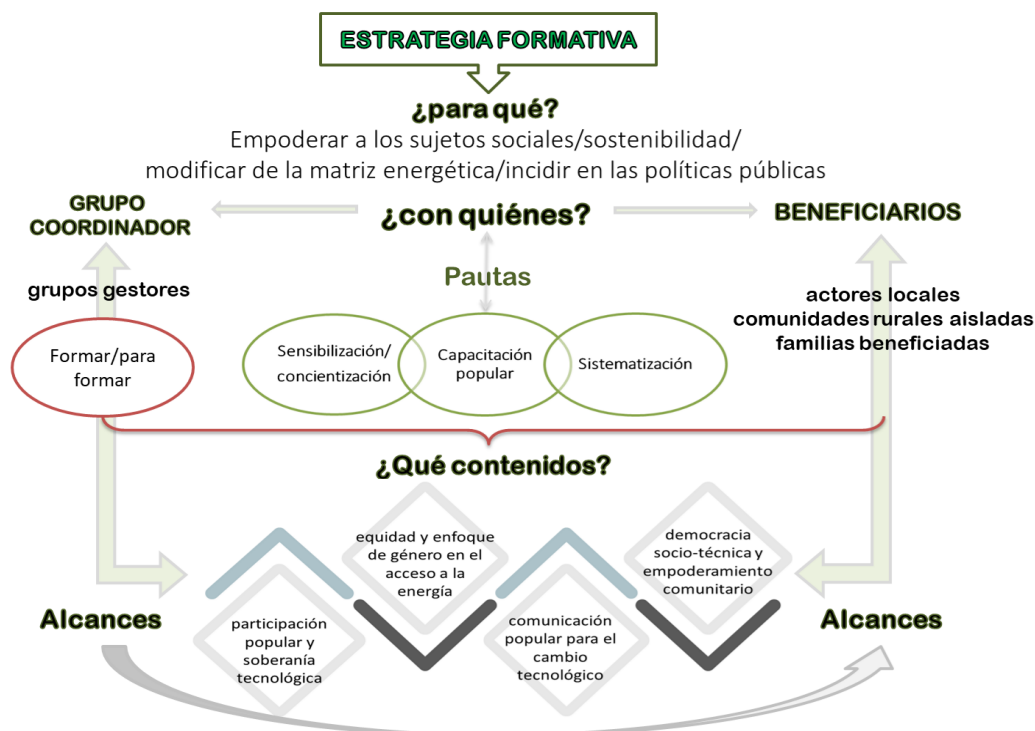 ESTRATEGIA FORMATIVA
¿para qué?
Empoderar a los sujetos sociales/sostenibilidad/
modificar de la matriz energética/incidir en las políticas públicas
GRUPO
COORDINADOR
¿con quiénes?
BENEFICIARIOS
Pautas
grupos gestores
actores locales
comunidades rurales aisladas
familias beneficiadas
Formar/para
formar
Sensibilización/
concientización
Capacitación
popular
Sistematización
¿Qué contenidos?
equidad y enfoque
de género en el
acceso a la
energía
democracia
socio-técnica y
empoderamiento
comunitario
Alcances
participación
popular y
soberanía
tecnológica
comunicación
popular para el
cambio
tecnológico
Alcances